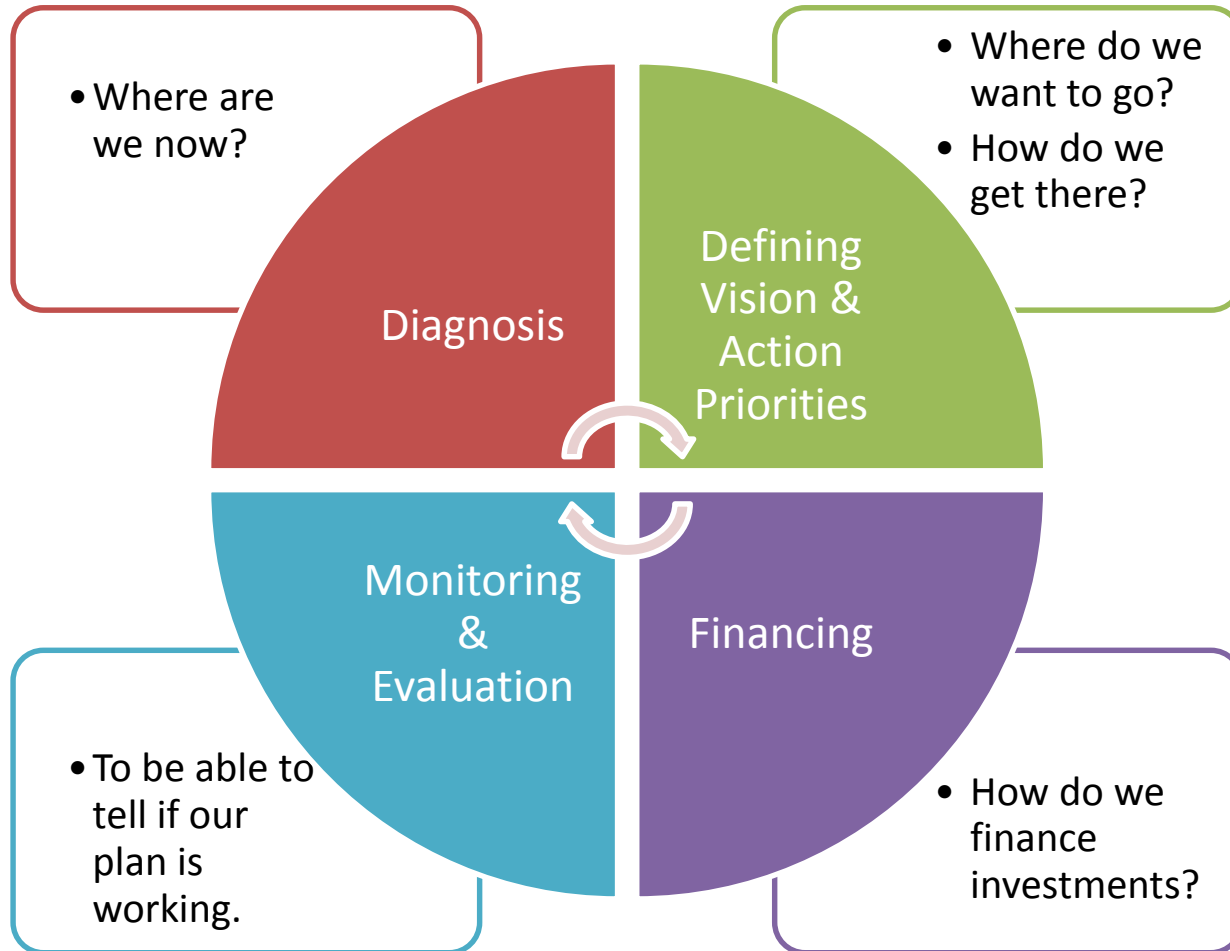 • Where are
we now?
Diagnosis
• Where do we
want to go?
• How do we
get there?
Defining
Vision &
Action
Priorities
Monitoring
&
Evaluation
• To be able to
tell if our
plan is
working.
Financing
• How do we
finance
investments?